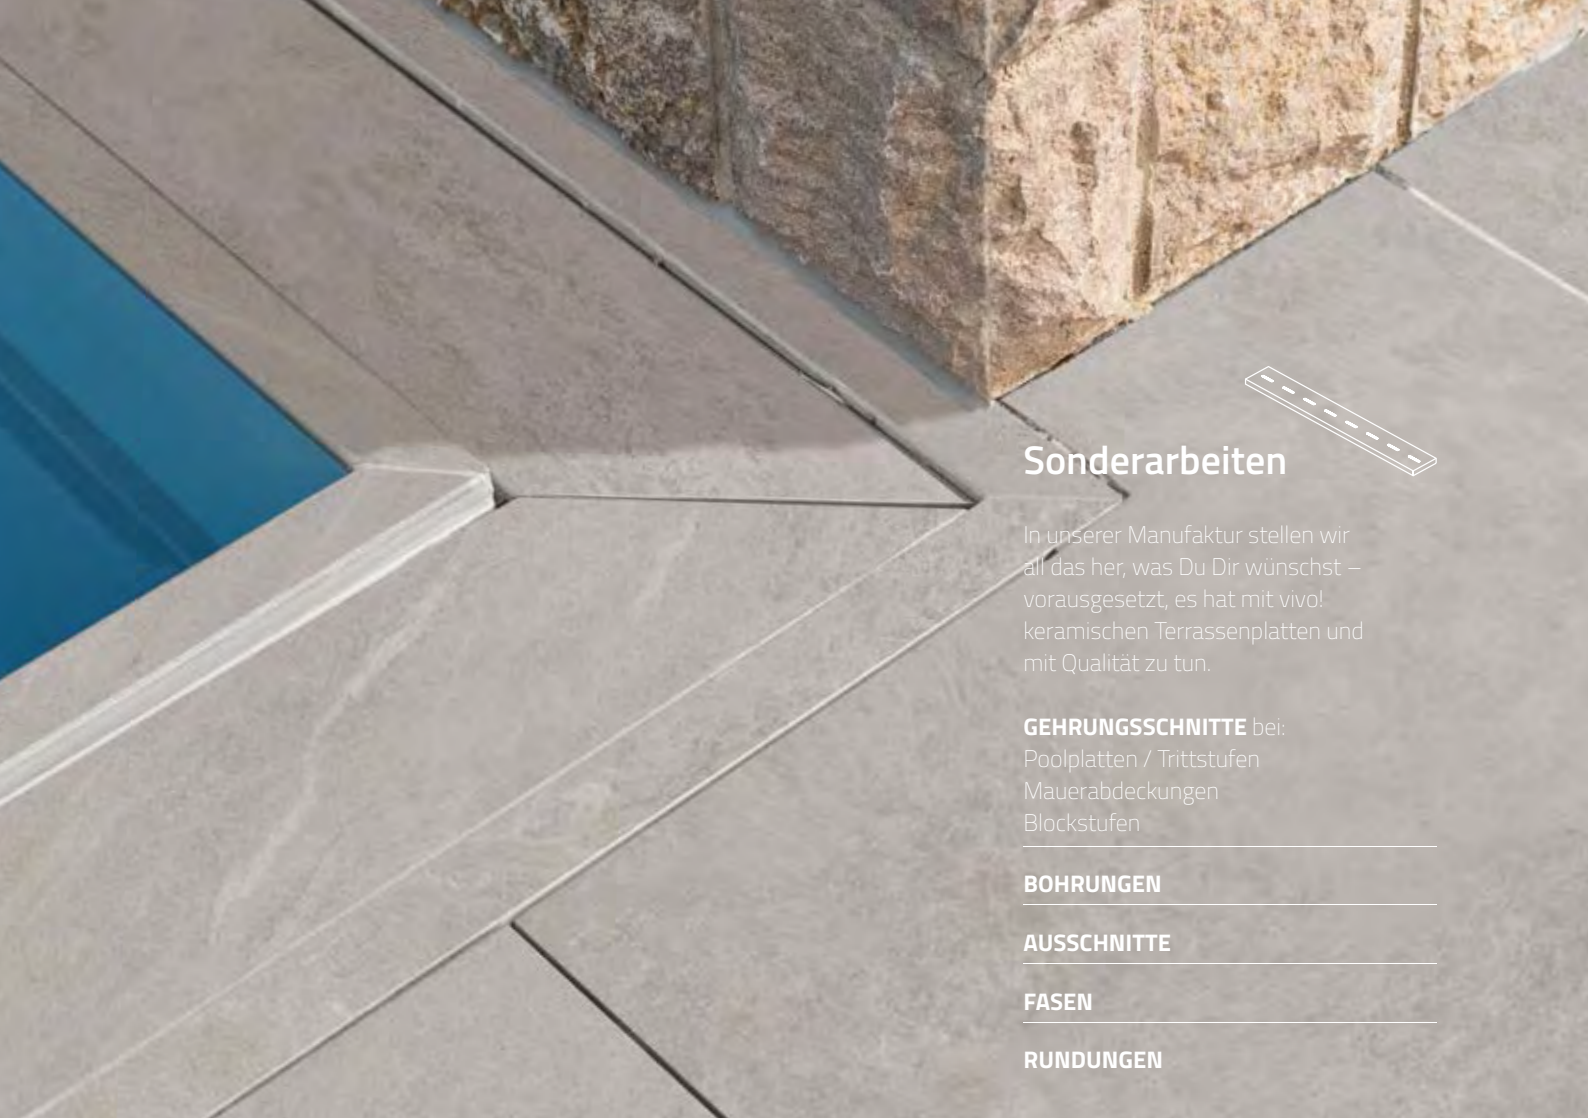 Sonderarbeiten
In unserer Manufaktur stellen wir
all das her, was Du Dir wünschst –
vorausgesetzt, es hat mit vivo!
keramischen Terrassenplatten und
mit Qualität zu tun.
GEHRUNGSSCHNITTE bei:
Poolplatten / Trittstufen
Mauerabdeckungen
Blockstufen
BOHRUNGEN
AUSSCHNITTE
FASEN
RUNDUNGEN